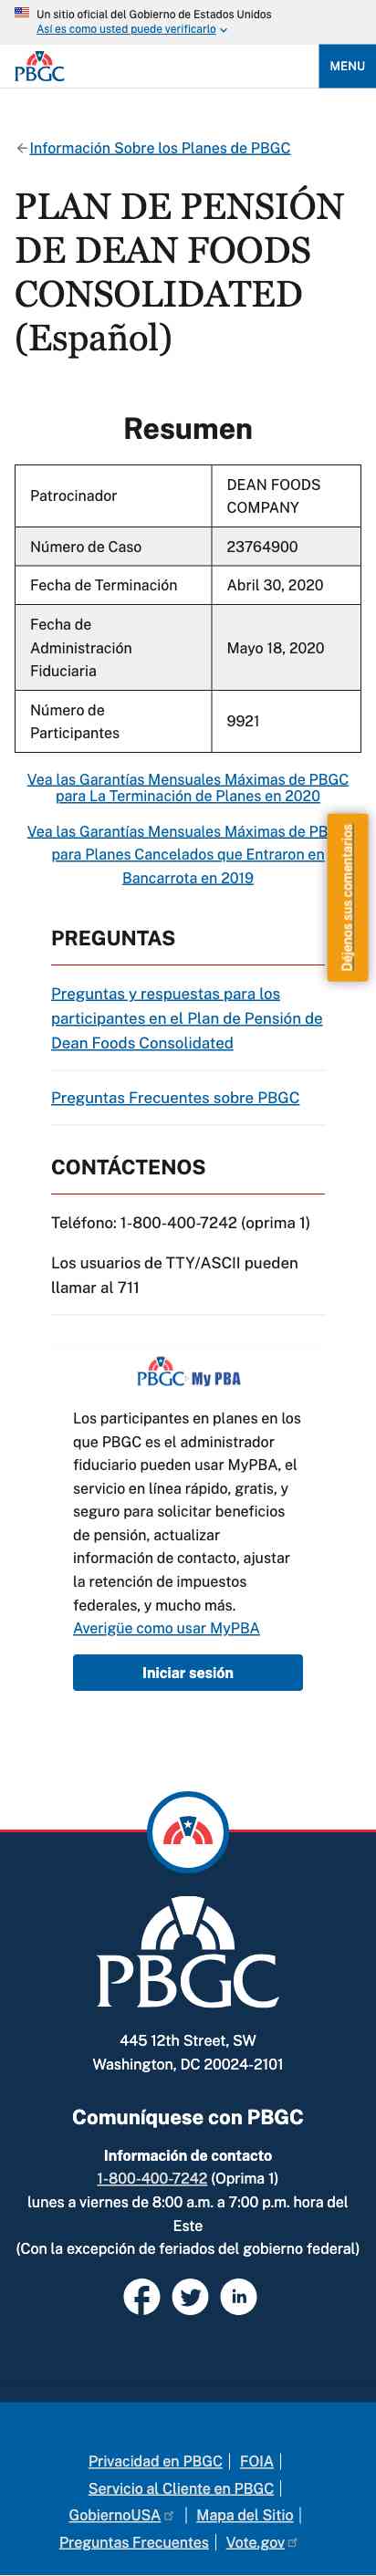 Un sitio oficial del Gobierno de Estados Unidos
Así es como usted puede verificarlo
PBGC
MENU
Información Sobre los Planes de PBGC
PLAN DE PENSIÓN
DE DEAN FOODS
CONSOLIDATED
(Español)
Resumen
Patrocinador
DEAN FOODS
COMPANY
Número de Caso
23764900
Fecha de Terminación
Abril 30, 2020
Fecha de
Administración
Fiduciaria
Mayo 18, 2020
Número de
Participantes
9921
Vea las Garantías Mensuales Máximas de PBGC
para La Terminación de Planes en 2020
Vea las Garantías Mensuales Máximas de PB
para Planes Cancelados que Entraron en
Bancarrota en 2019
Déjenos sus comentarios
PREGUNTAS
Preguntas y respuestas para los
participantes en el Plan de Pensión de
Dean Foods Consolidated
Preguntas Frecuentes sobre PBGC
CONTÁCTENOS
Teléfono: 1-800-400-7242 (oprima 1)
Los usuarios de TTY/ASCII pueden
llamar al 711
PBGC My PBA
Los participantes en planes en los
que PBGC es el administrador
fiduciario pueden usar MyPBA, el
servicio en línea rápido, gratis, y
seguro para solicitar beneficios
de pensión, actualizar
información de contacto, ajustar
la retención de impuestos
federales, y mucho más.
Averigüe como usar MyPBA
Iniciar sesión
PBGC
445 12th Street, SW
Washington, DC 20024-2101
Comuníquese con PBGC
Información de contacto
1-800-400-7242 (Oprima 1)
lunes a viernes de 8:00 a.m. a 7:00 p.m. hora del
Este
(Con la excepción de feriados del gobierno federal)
Privacidad en PBGC | FOIA |
Servicio al Cliente en PBGC |
GobiernoUSA | Mapa del Sitio |
Preguntas Frecuentes | Vote.gov